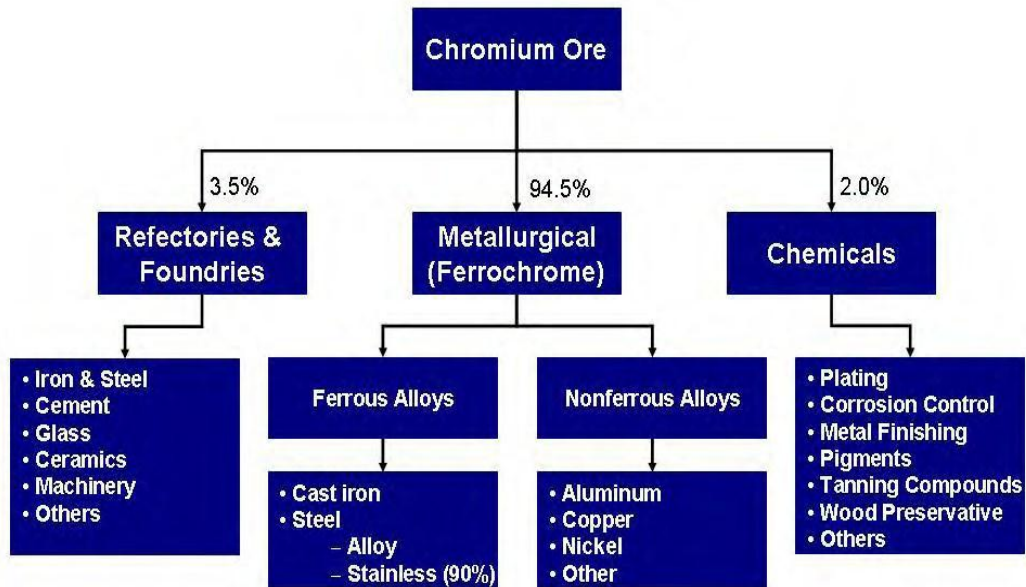 Chromium Ore
3.5%
94.5%
2.0%
Refectories &
Foundries
Metallurgical
(Ferrochrome)
Chemicals
• Iron & Steel
• Cement
• Glass
• Ceramics
• Machinery
• Others
Ferrous Alloys
Nonferrous Alloys
• Cast iron
• Steel
– Alloy
– Stainless (90%)
• Aluminum
• Copper
• Nickel
• Other
• Plating
• Corrosion Control
• Metal Finishing
• Pigments
• Tanning Compounds
• Wood Preservative
• Others